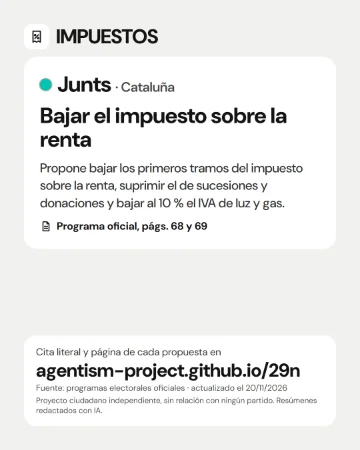 IMPUESTOS
Junts · Cataluña
Bajar el impuesto sobre la
renta
Propone bajar los primeros tramos del impuesto
sobre la renta, suprimir el de sucesiones y
donaciones y bajar al 10 % el IVA de luz y gas.
Programa oficial, págs. 68 y 69
Cita literal y página de cada propuesta en
agentism-project.github.io/29n
Fuente: programas electorales oficiales · actualizado el 20/11/2026
Proyecto ciudadano independiente, sin relación con ningún partido. Resúmenes
redactados con IA.